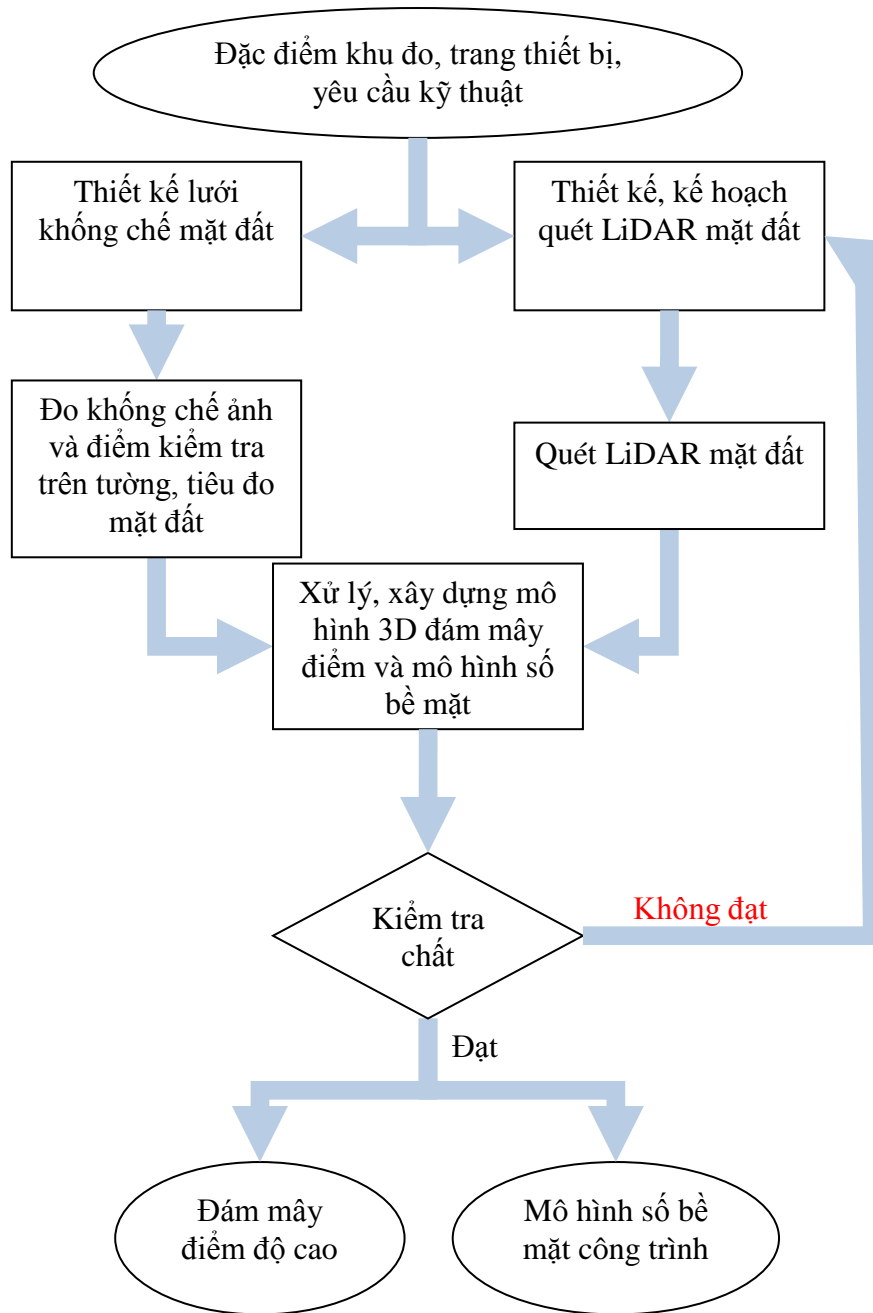 Đặc điểm khu đo, trang thiết bị,
yêu cầu kỹ thuật
Thiết kế lưới
khống chế mặt đất
Thiết kế, kế hoạch
quét LiDAR mặt đất
Đo khống chế ảnh
và điểm kiểm tra
trên tường, tiêu đo
mặt đất
Quét LiDAR mặt đất
Xử lý, xây dựng mô
hình 3D đám mây
điểm và mô hình số
bề mặt
Kiểm tra
chất
Không đạt
Đạt
Đám mây
điểm độ cao
Mô hình số bề
mặt công trình